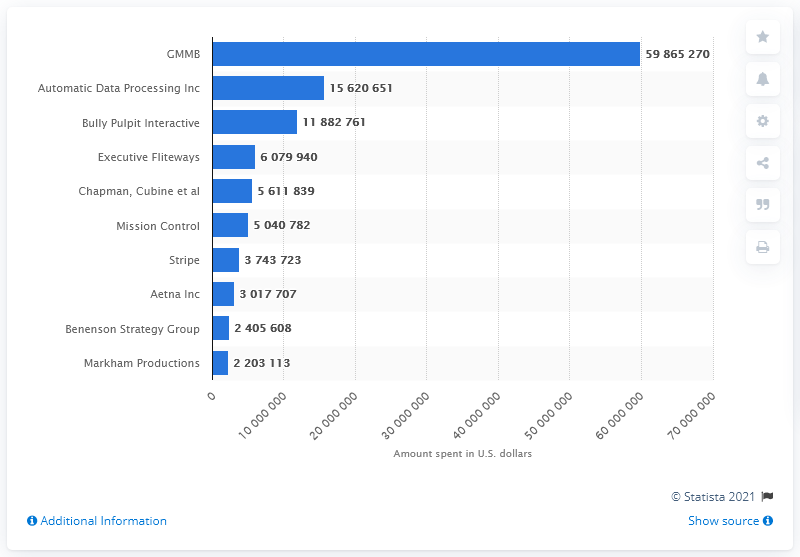 GMMB 59 865 270
Automatic Data Processing Inc 15 620 651
Bully Pulpit Interactive 11 882 761
Executive Fliteways 6 079 940
Chapman, Cubine et al 5 611 839
Mission Control 5 040 782
Stripe 3 743 723
Aetna Inc 3 017 707
Benenson Strategy Group 2 405 608
Markham Productions 2 203 113
0 10 000 000 20 000 000 30 000 000 40 000 000 50 000 000 60 000 000 70 000 000
Amount spent in U.S. dollars
© Statista 2021
Additional Information Show source